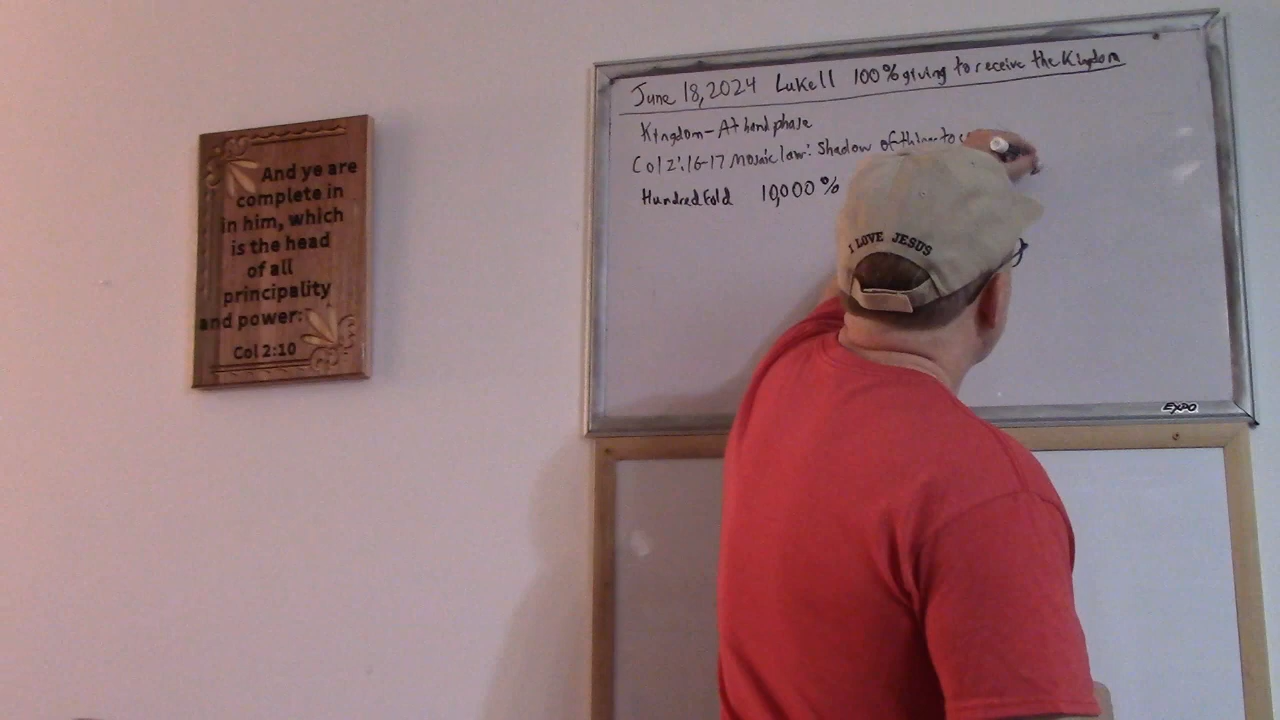 And ye are
complete in
in him, which
is the head
of all
principality
and power:
Col 2:10
June 18, 2024 Luke 11 100% giving to receive the Kingdom
Kingdom - At hand phase
Col 2:16-17 Mosaic law: Shadow of things to
Hundred Fold 10,000%
I LOVE JESUS
EXPO